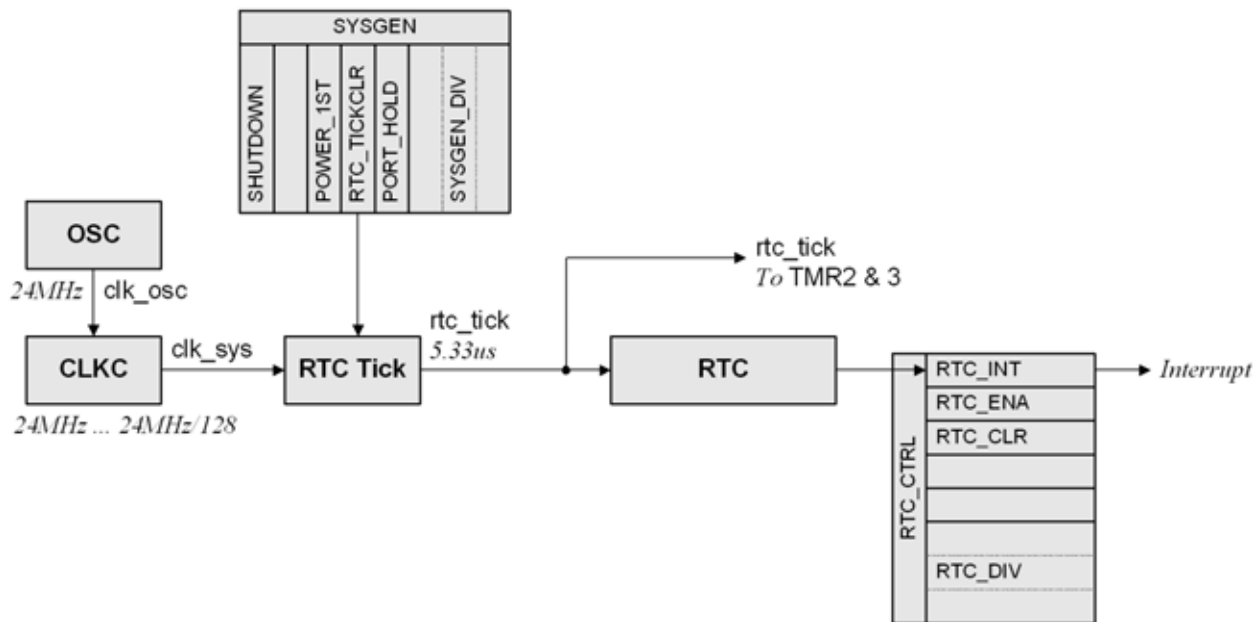 SYSGEN
SHUTDOWN
POWER_1ST
RTC_TICKCLR
PORT_HOLD
SYSGEN_DIV
OSC
24MHz
clk_osc
rtc_tick
To TMR2 & 3
CLKC
clk_sys
RTC Tick
rtc_tick
5.33us
RTC
24MHz ... 24MHz/128
RTC_CTRL
RTC_INT
Interrupt
RTC_ENA
RTC_CLR
RTC_DIV